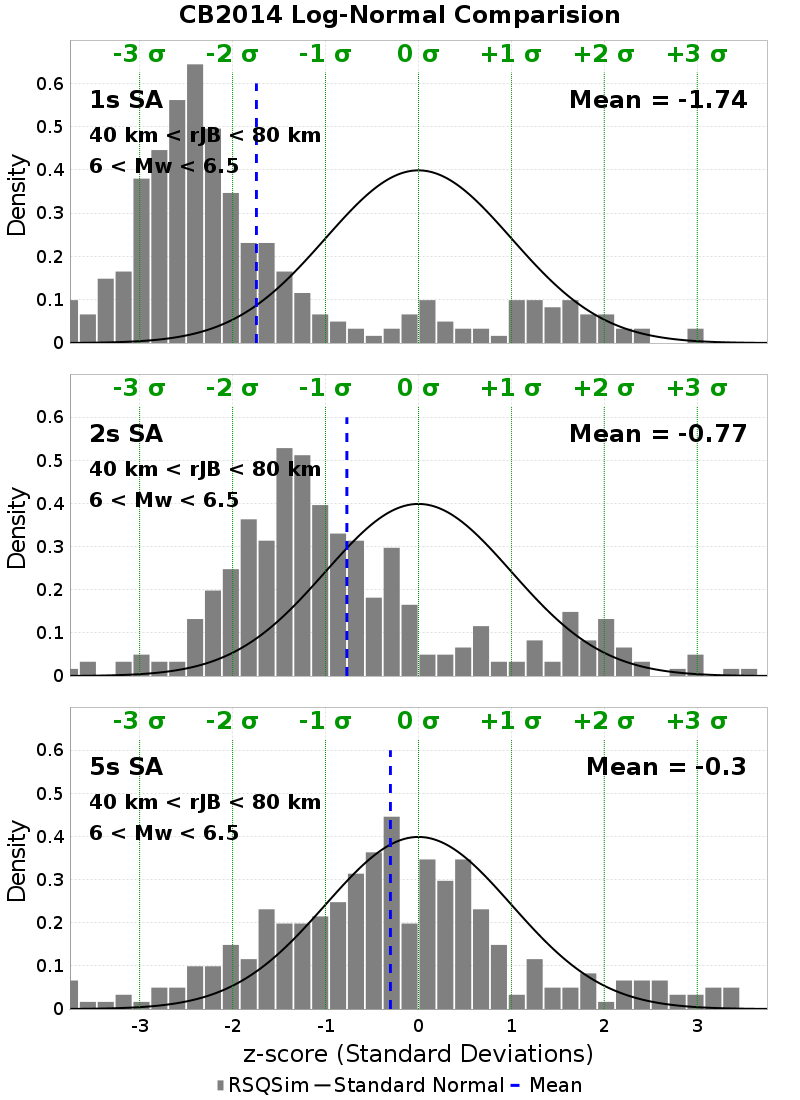 CB2014 Log-Normal Comparision
-3 σ -2 σ -1 σ 0 σ +1 σ +2 σ +3 σ
1s SA Mean = -1.74
40 km < rJB < 80 km
6 < Mw < 6.5
0.6
0.5
0.4
0.3
0.2
0.1
0
Density
-3 σ -2 σ -1 σ 0 σ +1 σ +2 σ +3 σ
2s SA Mean = -0.77
40 km < rJB < 80 km
6 < Mw < 6.5
0.6
0.5
0.4
0.3
0.2
0.1
0
Density
-3 σ -2 σ -1 σ 0 σ +1 σ +2 σ +3 σ
5s SA Mean = -0.3
40 km < rJB < 80 km
6 < Mw < 6.5
0.6
0.5
0.4
0.3
0.2
0.1
0
Density
-3 -2 -1 0 1 2 3
z-score (Standard Deviations)
RSQSim Standard Normal Mean